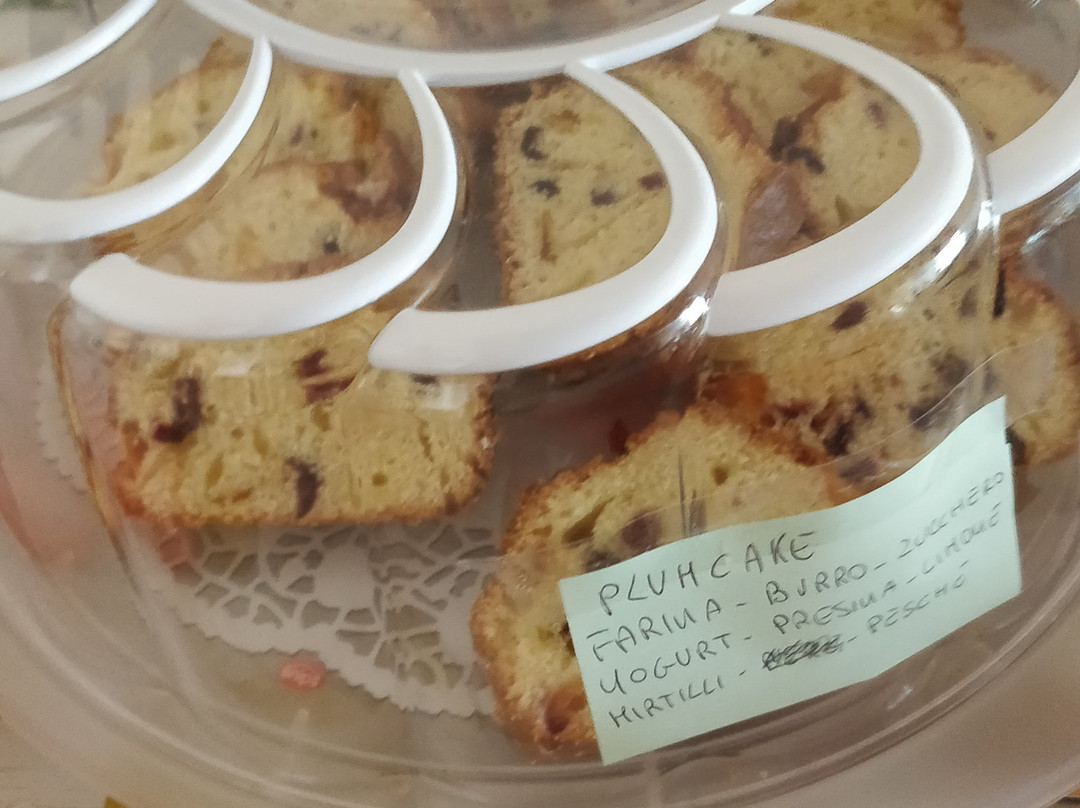 PLUMCAKE
FARINA - BURRO - ZUCCHERO
YOGURT - PRESINA - LIMONE
MIRTILLI - - PESCHE